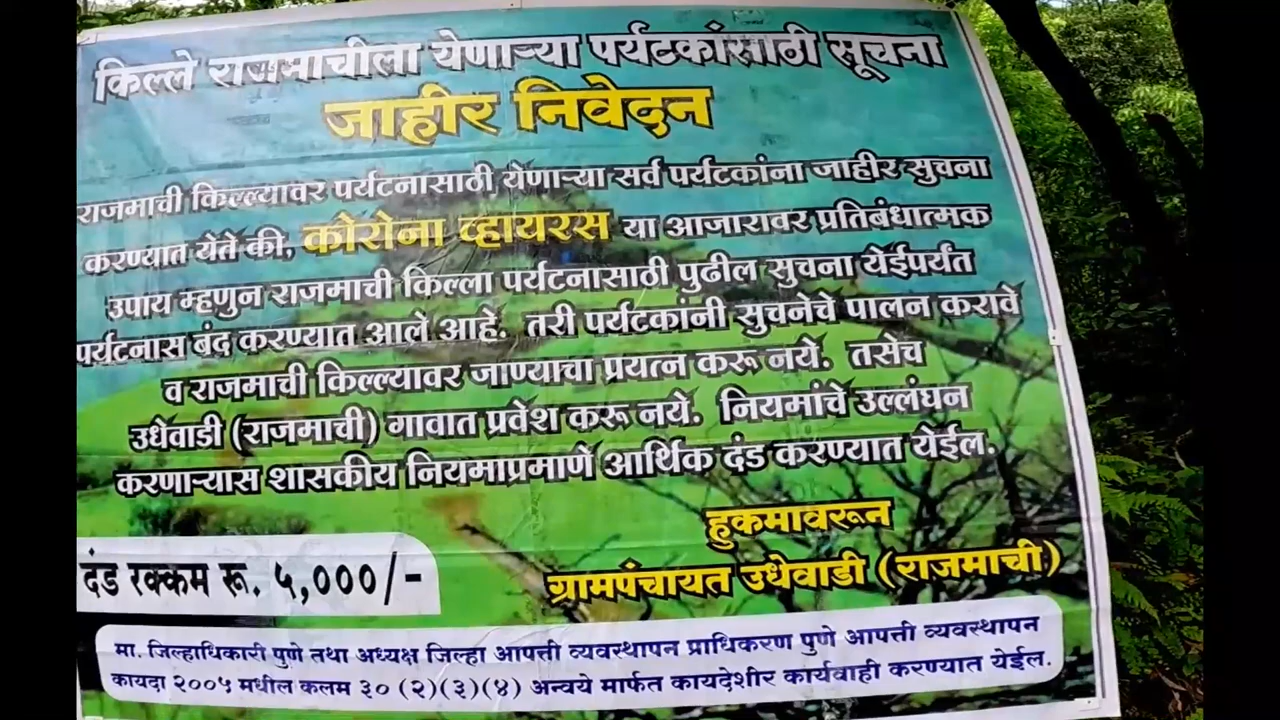 किल्ले राजमाचीला येणाऱ्या पर्यटकांसाठी सूचना
जाहीर निवेदन
राजमाची किल्ल्यावर पर्यटनासाठी येणाऱ्या सर्व पर्यटकांना जाहीर सुचना
करण्यात येते की, कोरोना व्हायरस या आजारावर प्रतिबंधात्मक
उपाय म्हणुन राजमाची किल्ला पर्यटनासाठी पुढील सुचना येईपर्यंत
पर्यटनास बंद करण्यात आले आहे. तरी पर्यटकांनी सुचनेचे पालन करावे
व राजमाची किल्ल्यावर जाण्याचा प्रयत्न करू नये. तसेच
उधेवाडी (राजमाची) गावात प्रवेश करू नये. नियमांचे उल्लंघन
करणाऱ्यास शासकीय नियमाप्रमाणे आर्थिक दंड करण्यात येईल.
हुकमावरून
ग्रामपंचायत उधेवाडी (राजमाची)
दंड रक्कम रू. ५,०००/-
मा. जिल्हाधिकारी पुणे तथा अध्यक्ष जिल्हा आपत्ती व्यवस्थापन प्राधिकरण पुणे आपत्ती व्यवस्थापन
कायदा २००५ मधील कलम ३० (२)(३)(४) अन्वये मार्फत कायदेशीर कार्यवाही करण्यात येईल.